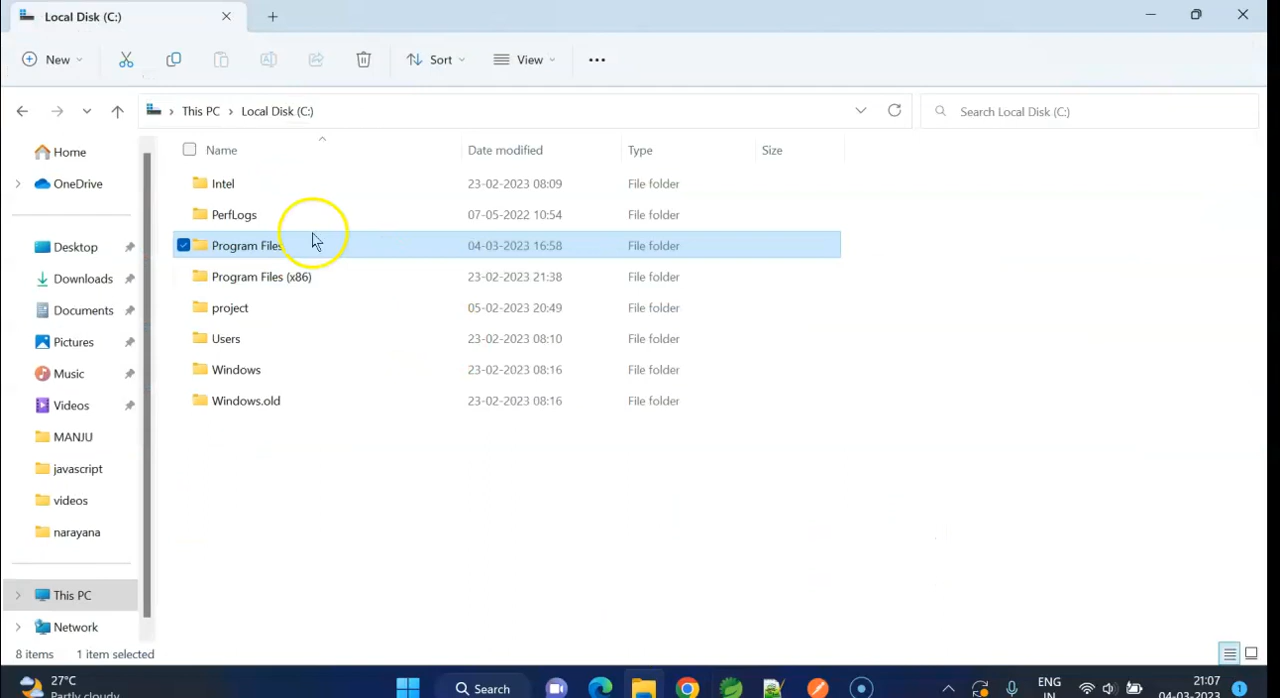 Local Disk (C:)
New
Sort
View
This PC > Local Disk (C:)
Search Local Disk (C:)
Home
OneDrive
Desktop
Downloads
Documents
Pictures
Music
Videos
MANJU
javascript
videos
narayana
This PC
Network
Name Date modified Type Size
Intel 23-02-2023 08:09 File folder
PerfLogs 07-05-2022 10:54 File folder
Program Files 04-03-2023 16:58 File folder
Program Files (x86) 23-02-2023 21:38 File folder
project 05-02-2023 20:49 File folder
Users 23-02-2023 08:10 File folder
Windows 23-02-2023 08:16 File folder
Windows.old 23-02-2023 08:16 File folder
8 items 1 item selected
27°C
Partly cloudy
Search
ENG
IN
21:07
04-03-2023
1